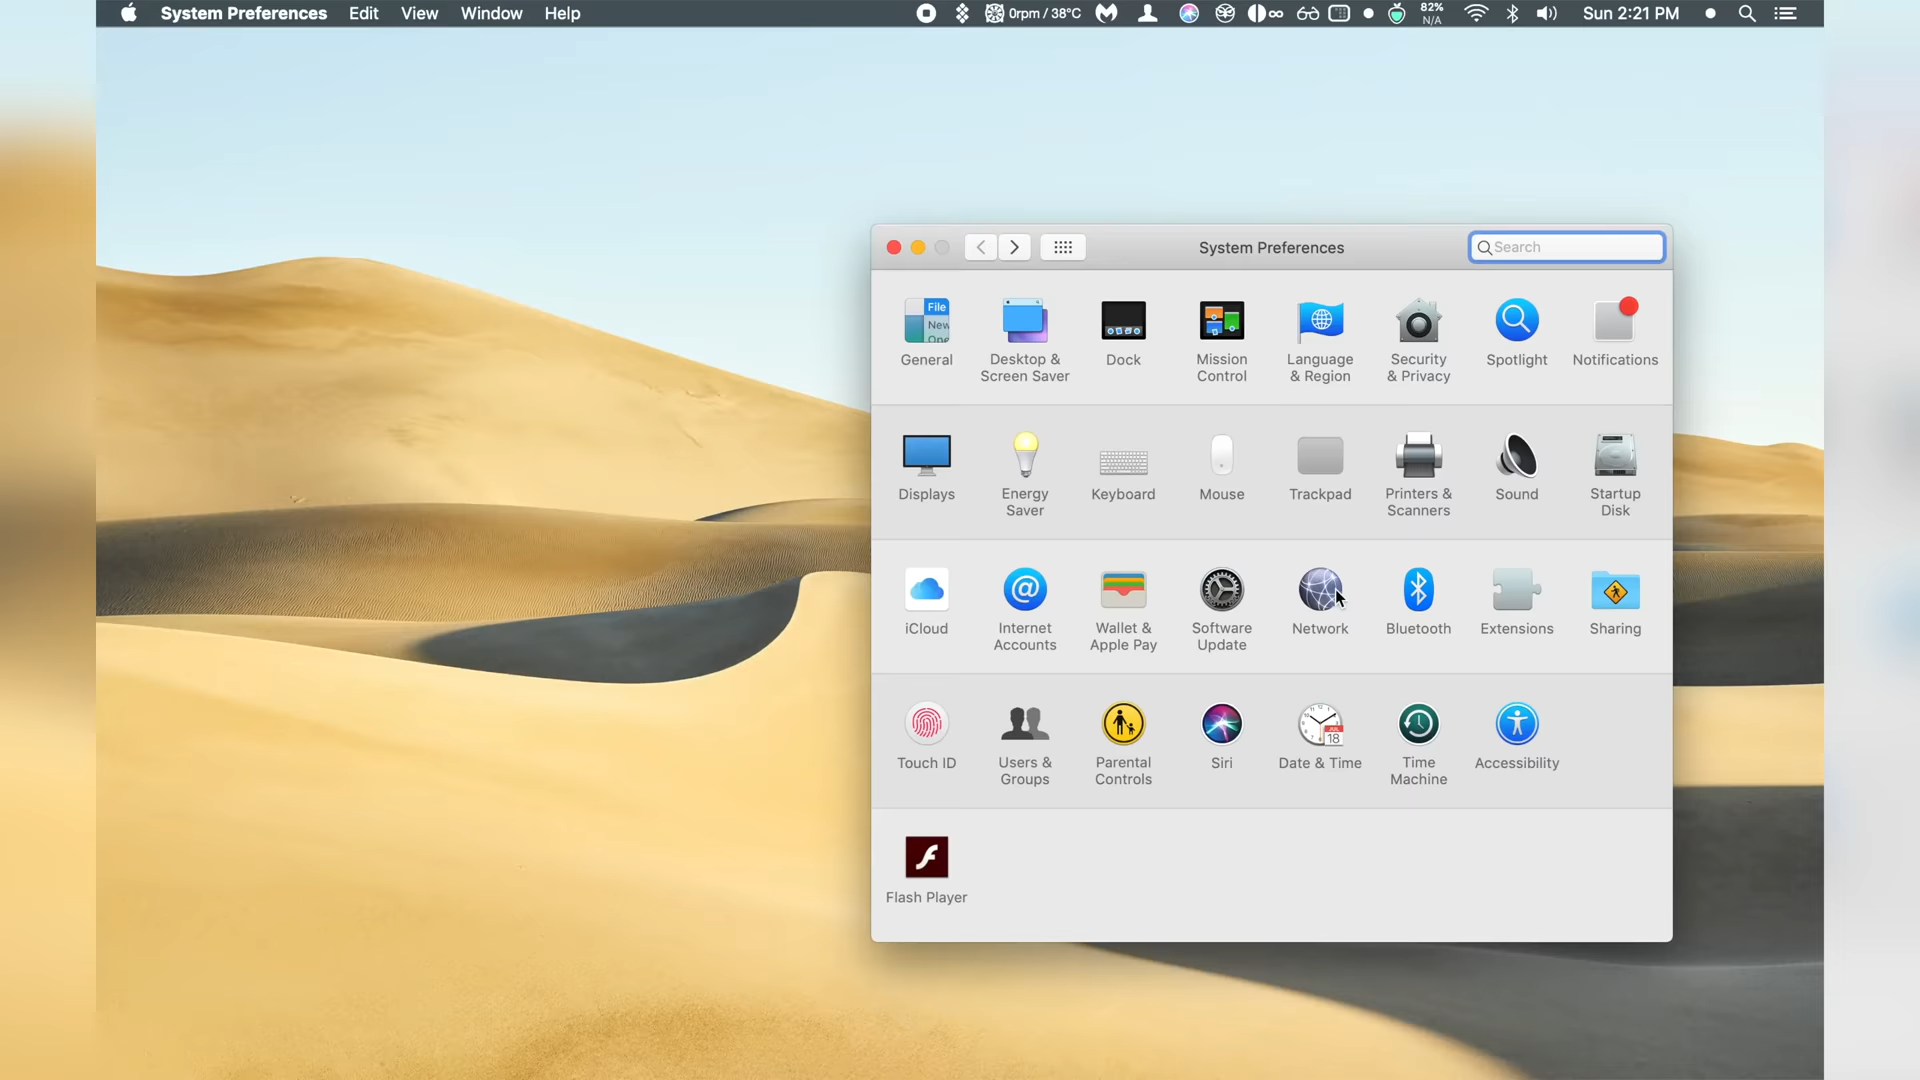 System Preferences Edit View Window Help
0rpm / 38°C
82%
N/A
Sun 2:21 PM
System Preferences
Search
File
New
Ope
General
Desktop &
Screen Saver
Dock
Mission
Control
Language
& Region
Security
& Privacy
Spotlight
Notifications
Displays
Energy
Saver
Keyboard
Mouse
Trackpad
Printers &
Scanners
Sound
Startup
Disk
iCloud
Internet
Accounts
Wallet &
Apple Pay
Software
Update
Network
Bluetooth
Extensions
Sharing
Touch ID
Users &
Groups
Parental
Controls
Siri
JUL
18
Date & Time
Time
Machine
Accessibility
Flash Player